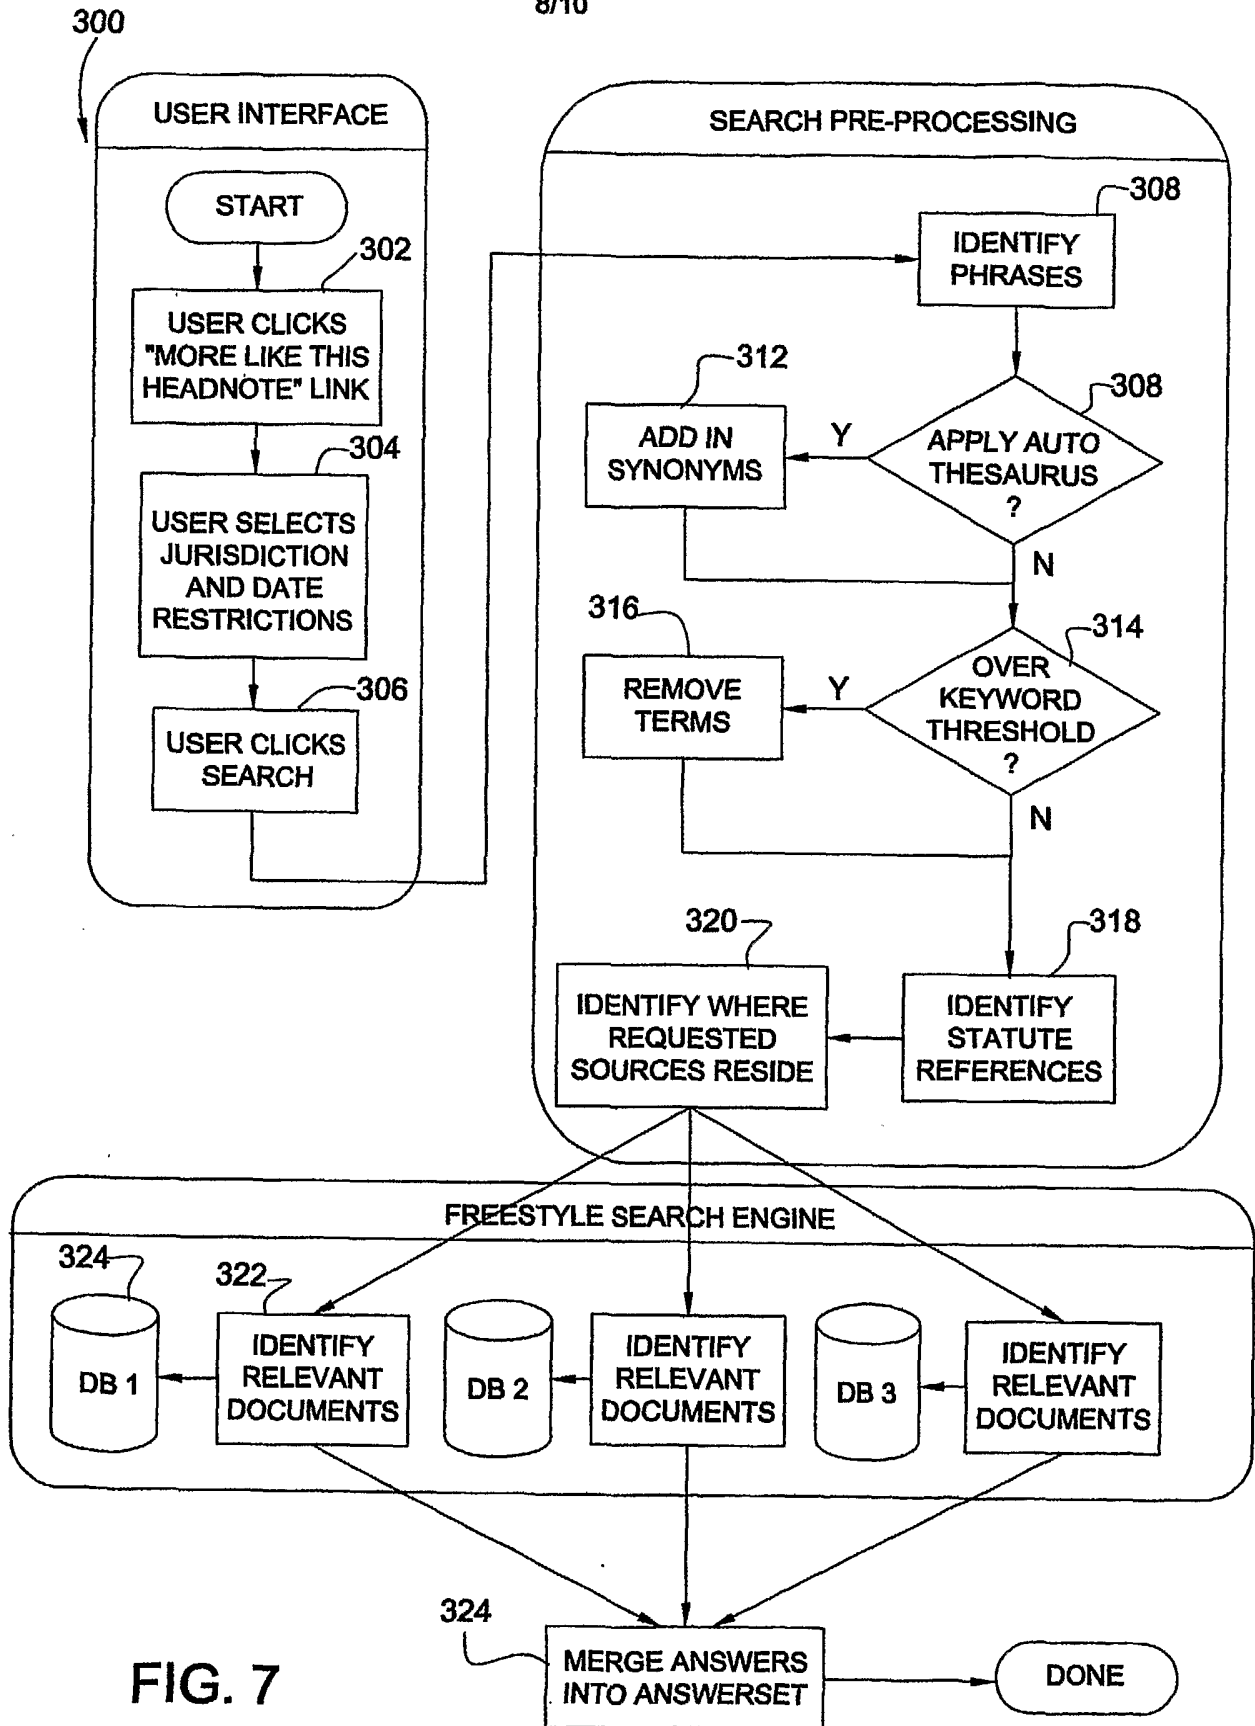 8/10
300
USER INTERFACE
START
302
USER CLICKS
"MORE LIKE THIS
HEADNOTE" LINK
304
USER SELECTS
JURISDICTION
AND DATE
RESTRICTIONS
306
USER CLICKS
SEARCH
SEARCH PRE-PROCESSING
308
IDENTIFY
PHRASES
308
APPLY AUTO
THESAURUS
?
Y
N
312
ADD IN
SYNONYMS
314
OVER
KEYWORD
THRESHOLD
?
Y
N
316
REMOVE
TERMS
318
IDENTIFY
STATUTE
REFERENCES
320
IDENTIFY WHERE
REQUESTED
SOURCES RESIDE
FREESTYLE SEARCH ENGINE
324
DB 1
322
IDENTIFY
RELEVANT
DOCUMENTS
DB 2
IDENTIFY
RELEVANT
DOCUMENTS
DB 3
IDENTIFY
RELEVANT
DOCUMENTS
324
MERGE ANSWERS
INTO ANSWERSET
DONE
FIG. 7